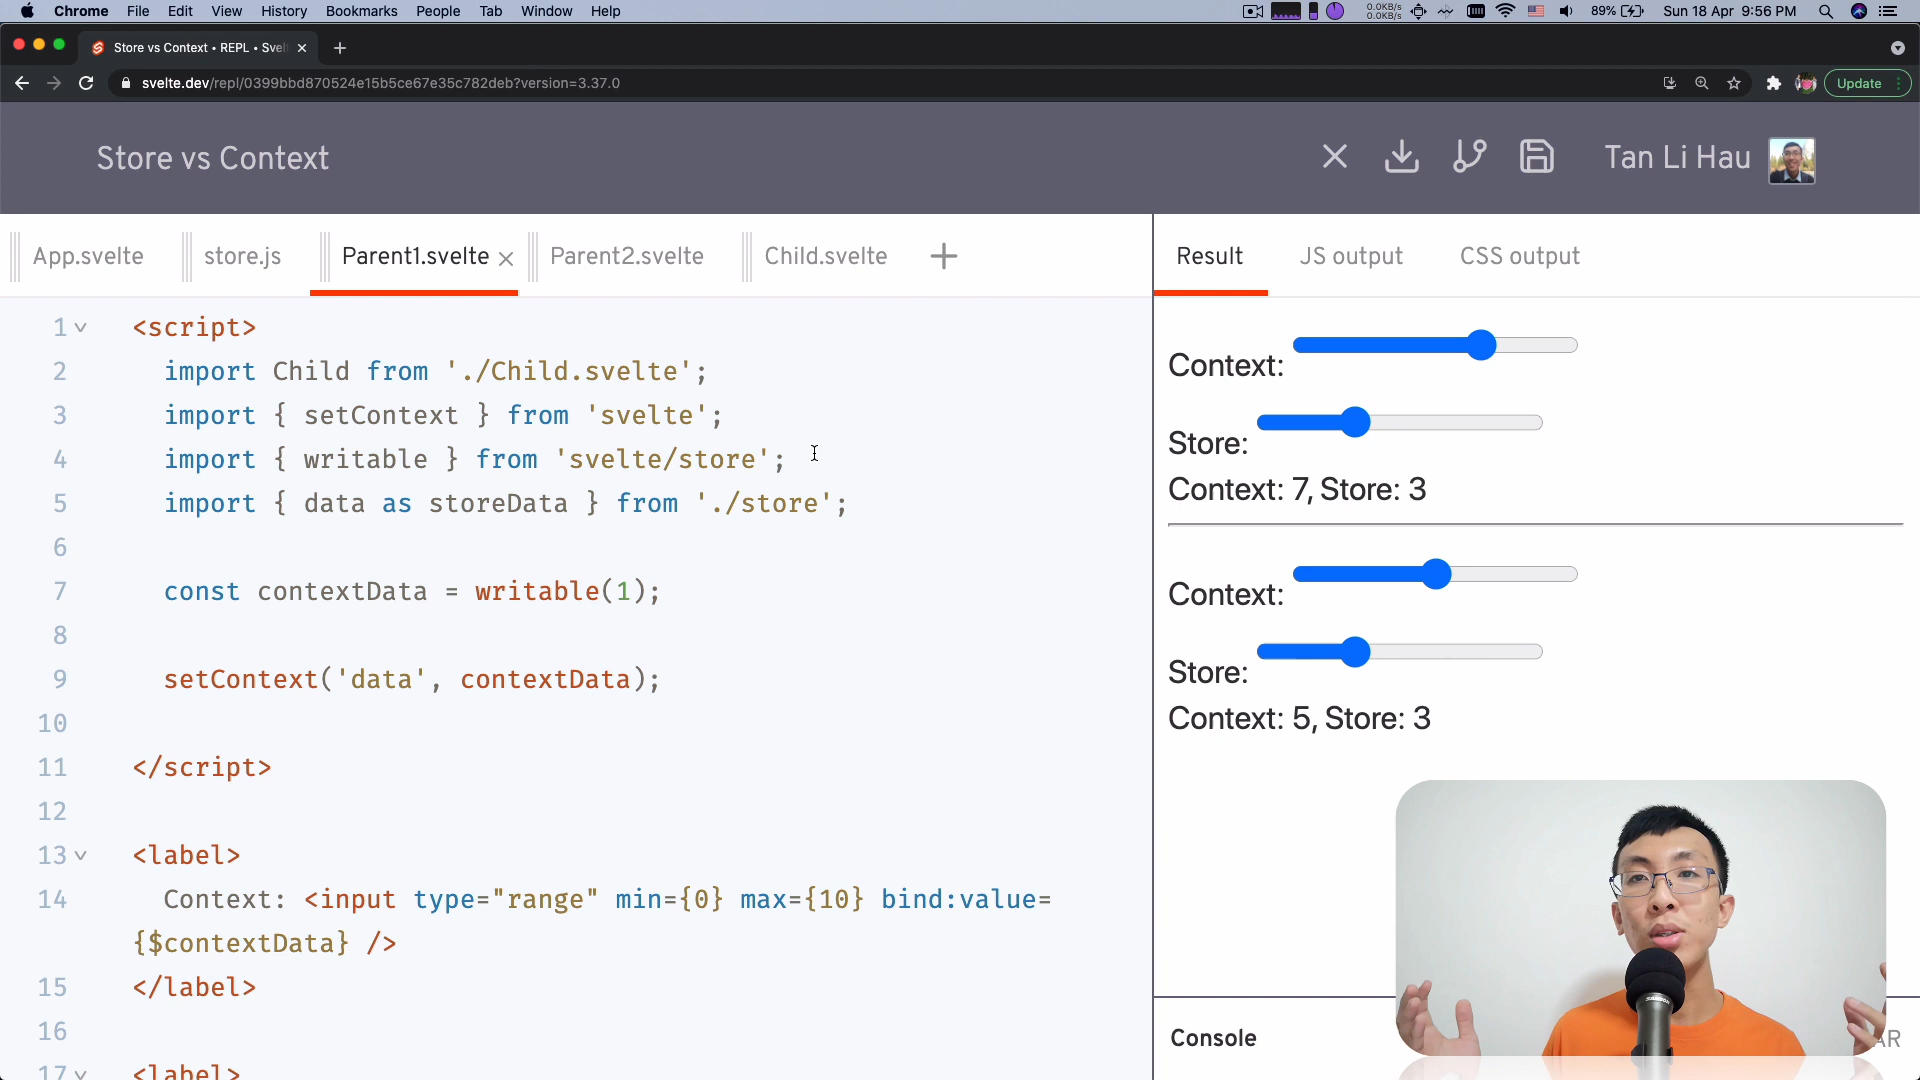 Chrome File Edit View History Bookmarks People Tab Window Help
0.0KB/s
0.0KB/s
89%
Sun 18 Apr 9:56 PM
Store vs Context • REPL • Svel
svelte.dev/repl/0399bbd870524e15b5ce67e35c782deb?version=3.37.0
Update
Store vs Context
Tan Li Hau
App.svelte
store.js
Parent1.svelte
Parent2.svelte
Child.svelte
Result
JS output
CSS output
1 <script>
2 import Child from './Child.svelte';
3 import { setContext } from 'svelte';
4 import { writable } from 'svelte/store';
5 import { data as storeData } from './store';
6
7 const contextData = writable(1);
8
9 setContext('data', contextData);
10
11 </script>
12
13 <label>
14 Context: <input type="range" min={0} max={10} bind:value=
{$contextData} />
15 </label>
16
17 <label>
Context:
Store:
Context: 7, Store: 3
Context:
Store:
Context: 5, Store: 3
Console
AR